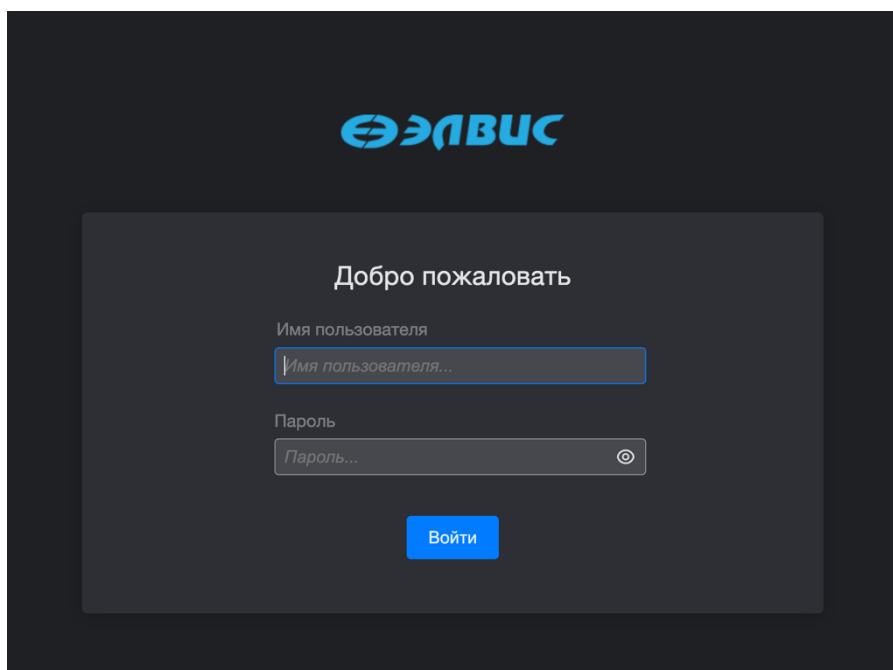 ЭЛВИС
Добро пожаловать
Имя пользователя
Имя пользователя...
Пароль
Пароль...
Войти